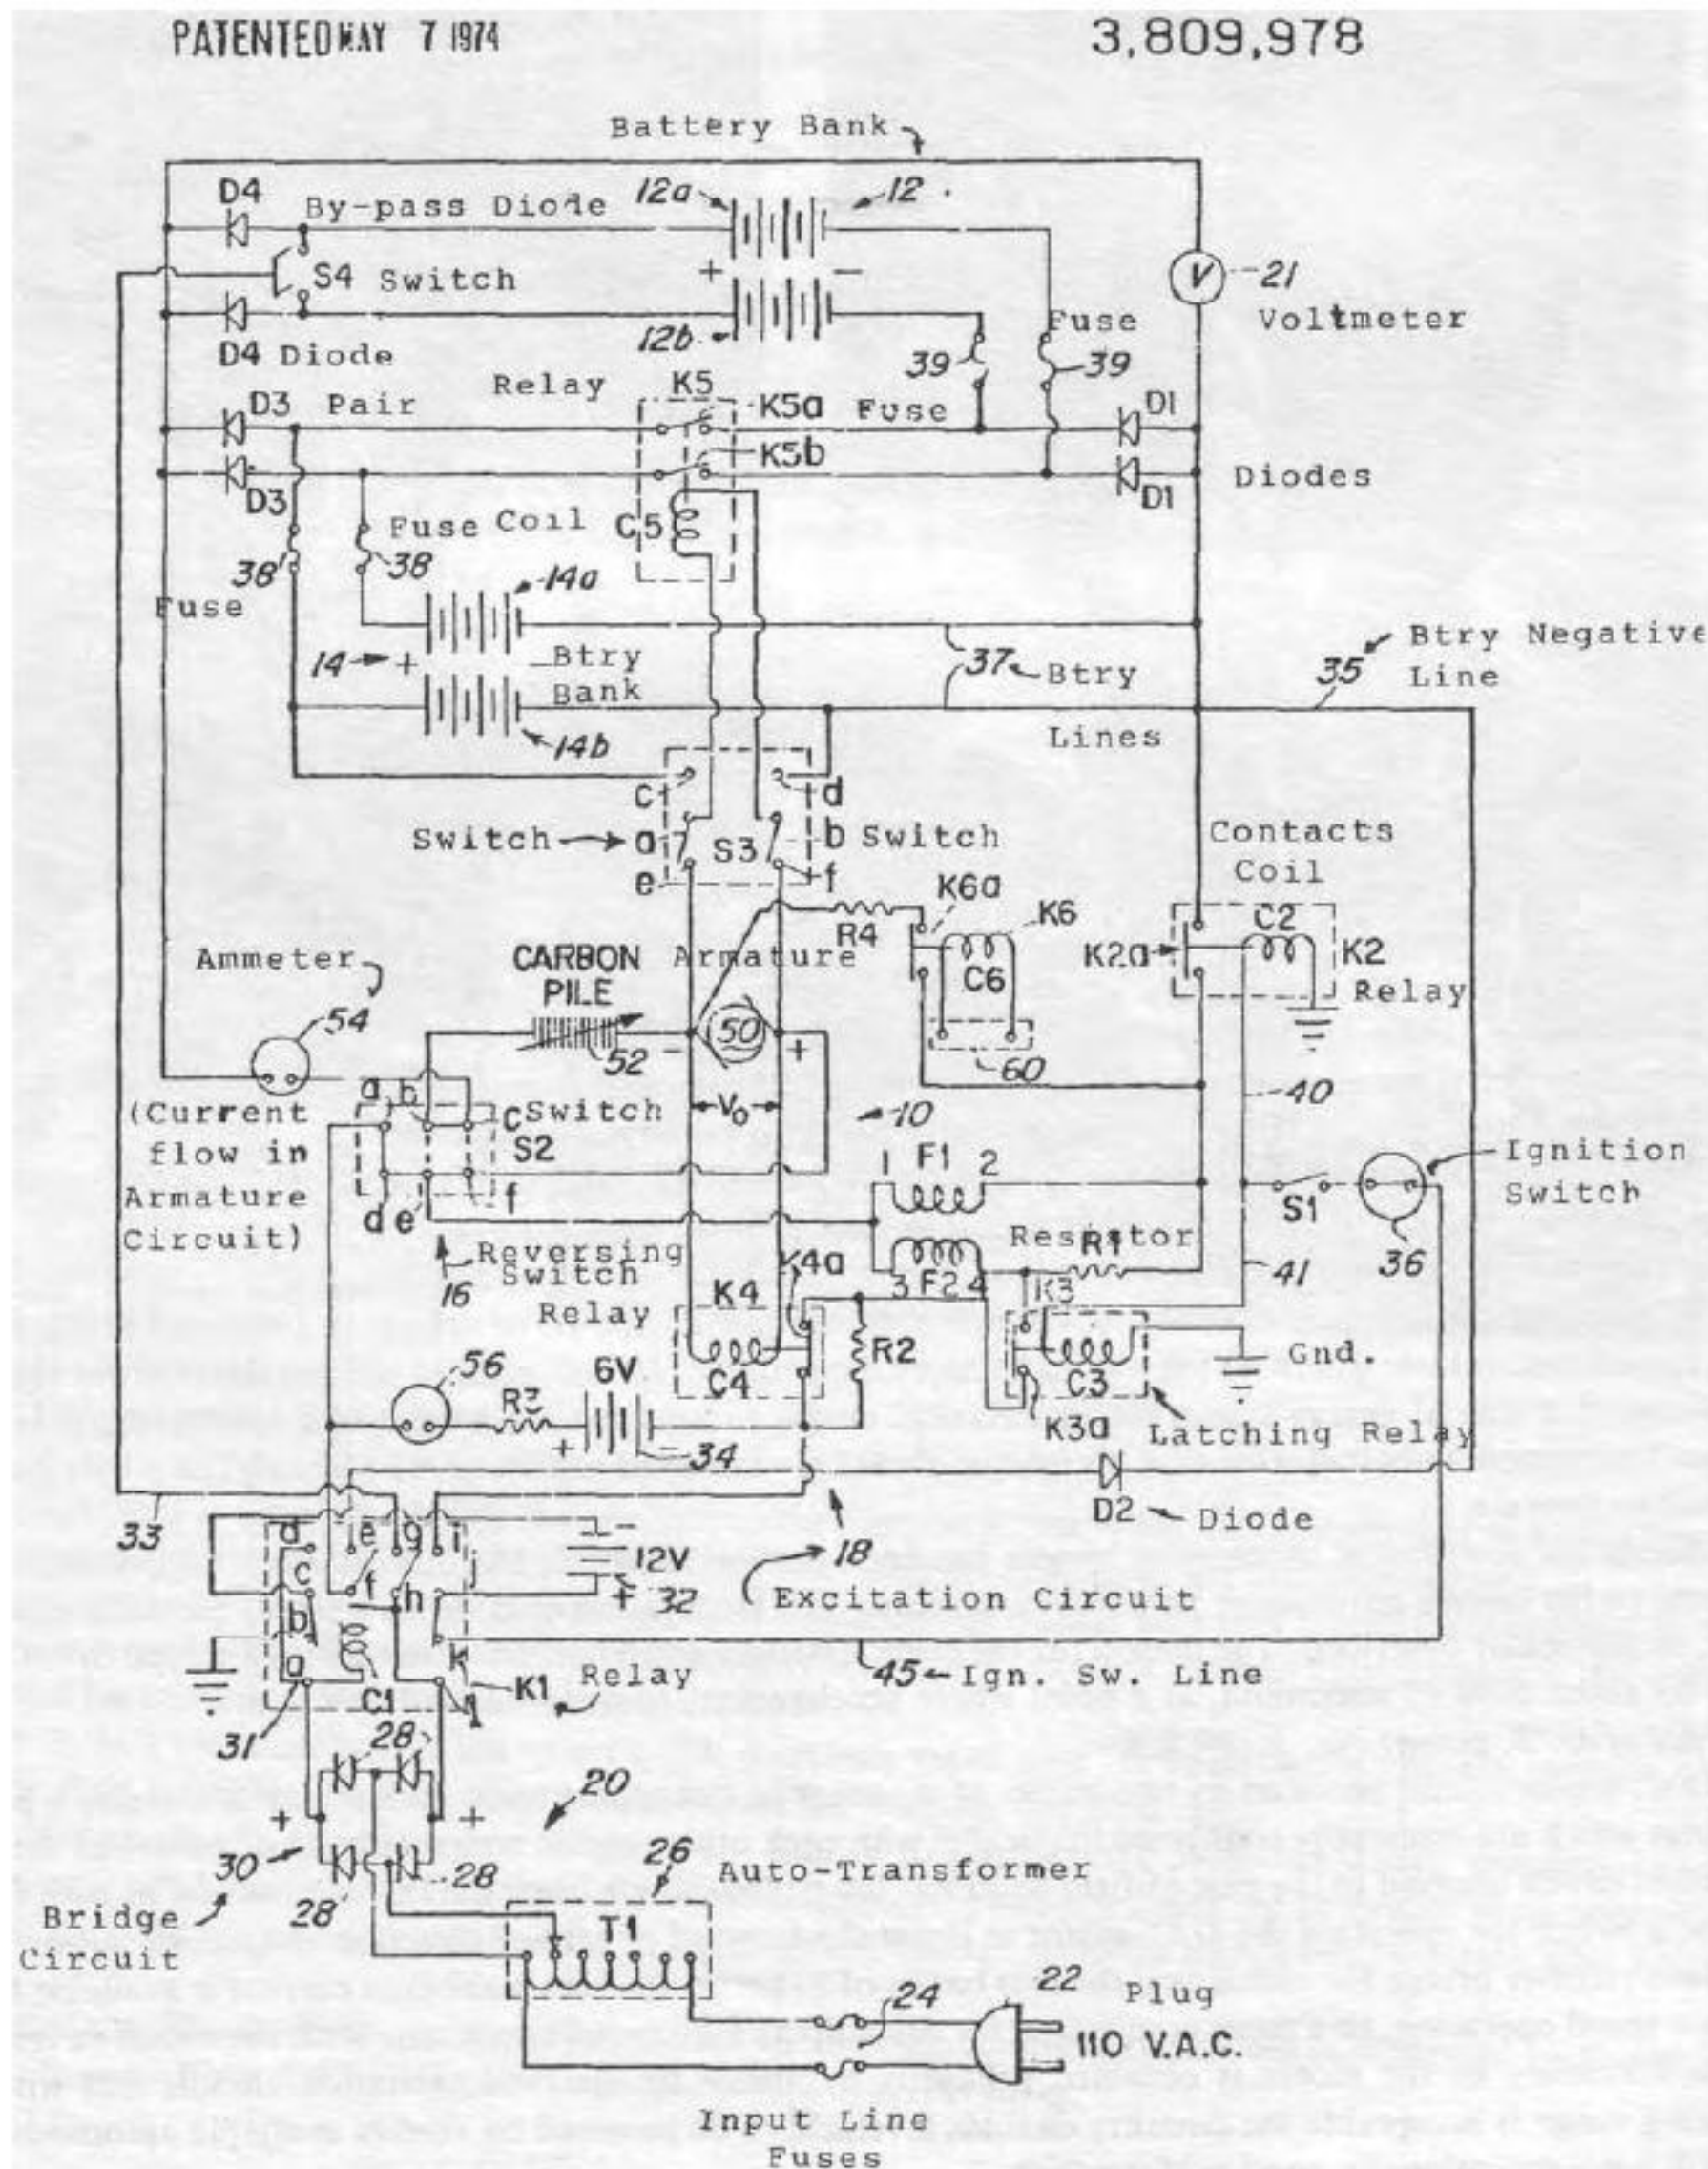 PATENTED MAY 7 1974
3,809,978
Battery Bank
D4
By-pass Diode
12a
12
S4 Switch
+
−
V
21
Voltmeter
D4 Diode
12b
Fuse
39
39
D3 Pair
Relay
K5
K5a
Fuse
D1
K5b
D3
D1
Diodes
Fuse
Coil
C5
38
38
14a
Fuse
14
+
− Btry
Bank
37
Btry
35
Btry Negative
Line
14b
Lines
c
d
Switch
a
S3
b
Switch
e
f
Contacts
Coil
K6a
K6
C2
R4
K2a
K2
Relay
C6
Ammeter
CARBON
PILE
Armature
54
50
52
−
+
60
a
b
c
Switch
Vo
10
40
(Current
flow in
Armature
Circuit)
S2
1
F1
2
Ignition
Switch
S1
d
e
f
36
16
Reversing
Switch
K4a
3
F2
4
Resistor
R1
41
Relay
K4
K3
C4
R2
C3
Gnd.
56
R3
6V
+
−
34
K3a
Latching Relay
D2
Diode
33
18
Excitation Circuit
d
e
g
i
−
12V
c
f
h
j
+
32
b
a
k
C1
K1
Relay
45
Ign. Sw. Line
31
28
20
+
+
30
28
28
26
Auto-Transformer
Bridge
Circuit
T1
24
22
Plug
110 V.A.C.
Input Line
Fuses